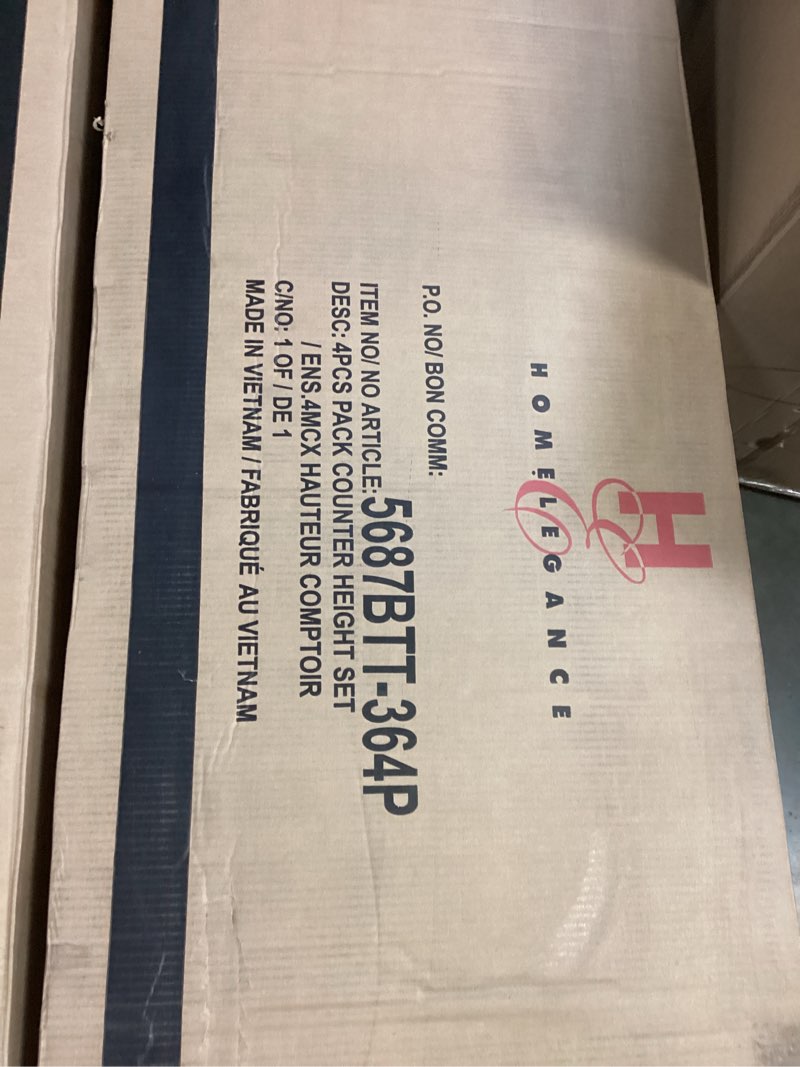 H
HOMELEGANCE
P.O. NO/ BON COMM:
ITEM NO/ NO ARTICLE: 5687BTT-364P
DESC: 4PCS PACK COUNTER HEIGHT SET
/ ENS.4MCX HAUTEUR COMPTOIR
C/NO: 1 OF / DE 1
MADE IN VIETNAM / FABRIQUÉ AU VIETNAM